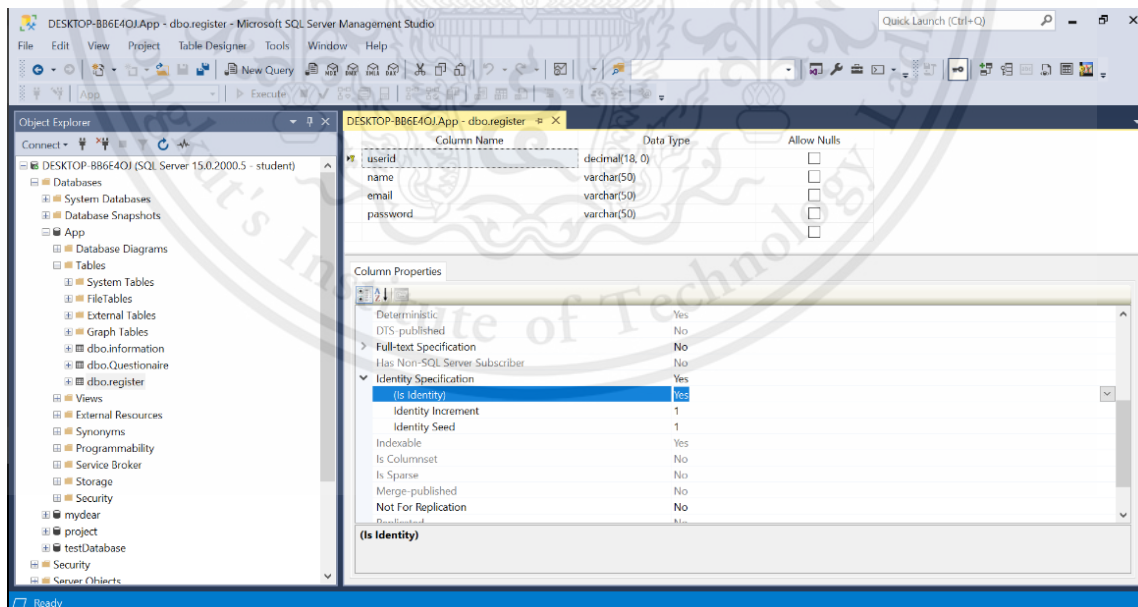 DESKTOP-BB6E4OJ.App - dbo.register - Microsoft SQL Server Management Studio
Quick Launch (Ctrl+Q)
File Edit View Project Table Designer Tools Window Help
New Query
App
Execute
Object Explorer
Connect
DESKTOP-BB6E4OJ (SQL Server 15.0.2000.5 - student)
Databases
System Databases
Database Snapshots
App
Database Diagrams
Tables
System Tables
FileTables
External Tables
Graph Tables
dbo.information
dbo.Questionaire
dbo.register
Views
External Resources
Synonyms
Programmability
Service Broker
Storage
Security
mydear
project
testDatabase
Security
Server Objects
DESKTOP-BB6E4OJ.App - dbo.register
Column Name Data Type Allow Nulls
userid decimal(18, 0)
name varchar(50)
email varchar(50)
password varchar(50)
Column Properties
Deterministic Yes
DTS-published No
Full-text Specification No
Has Non-SQL Server Subscriber No
Identity Specification Yes
(Is Identity) Yes
Identity Increment 1
Identity Seed 1
Indexable Yes
Is Columnset No
Is Sparse No
Merge-published No
Not For Replication No
Replicated No
(Is Identity)
Ready
Institute of Technology